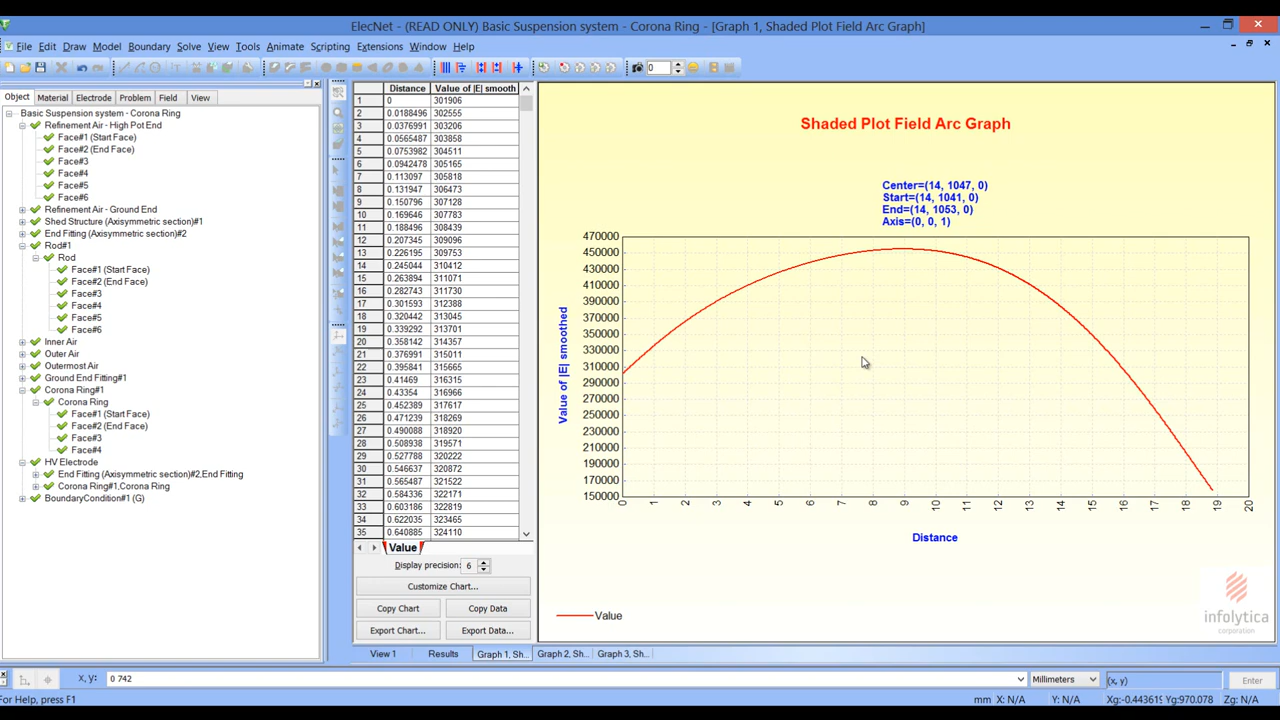 ElecNet - (READ ONLY) Basic Suspension system - Corona Ring - [Graph 1, Shaded Plot Field Arc Graph]
File Edit Draw Model Boundary Solve View Tools Animate Scripting Extensions Window Help
0
Object Material Electrode Problem Field View
Basic Suspension system - Corona Ring
Refinement Air - High Pot End
Face#1 (Start Face)
Face#2 (End Face)
Face#3
Face#4
Face#5
Face#6
Refinement Air - Ground End
Shed Structure (Axisymmetric section)#1
End Fitting (Axisymmetric section)#2
Rod#1
Rod
Face#1 (Start Face)
Face#2 (End Face)
Face#3
Face#4
Face#5
Face#6
Inner Air
Outer Air
Outermost Air
Ground End Fitting#1
Corona Ring#1
Corona Ring
Face#1 (Start Face)
Face#2 (End Face)
Face#3
Face#4
HV Electrode
End Fitting (Axisymmetric section)#2,End Fitting
Corona Ring#1,Corona Ring
BoundaryCondition#1 (G)
Distance Value of |E| smooth
1 0 301906
2 0.0188496 302555
3 0.0376991 303206
4 0.0565487 303858
5 0.0753982 304511
6 0.0942478 305165
7 0.113097 305818
8 0.131947 306473
9 0.150796 307128
10 0.169646 307783
11 0.188496 308439
12 0.207345 309096
13 0.226195 309753
14 0.245044 310412
15 0.263894 311071
16 0.282743 311730
17 0.301593 312388
18 0.320442 313045
19 0.339292 313701
20 0.358142 314357
21 0.376991 315011
22 0.395841 315665
23 0.41469 316315
24 0.43354 316966
25 0.452389 317617
26 0.471239 318269
27 0.490088 318920
28 0.508938 319571
29 0.527788 320222
30 0.546637 320872
31 0.565487 321522
32 0.584336 322171
33 0.603186 322819
34 0.622035 323465
35 0.640885 324110
Value
Display precision: 6
Customize Chart...
Copy Chart Copy Data
Export Chart... Export Data...
Shaded Plot Field Arc Graph
Center=(14, 1047, 0)
Start=(14, 1041, 0)
End=(14, 1053, 0)
Axis=(0, 0, 1)
Value of |E| smoothed
470000
450000
430000
410000
390000
370000
350000
330000
310000
290000
270000
250000
230000
210000
190000
170000
150000
0 1 2 3 4 5 6 7 8 9 10 11 12 13 14 15 16 17 18 19 20
Distance
Value
infolytica
corporation
View 1 Results Graph 1, Sh... Graph 2, Sh... Graph 3, Sh...
x, y: 0 742 Millimeters (x, y) Enter
For Help, press F1 mm X: N/A Y: N/A Xg:-0.443619 Yg:970.078 Zg: N/A